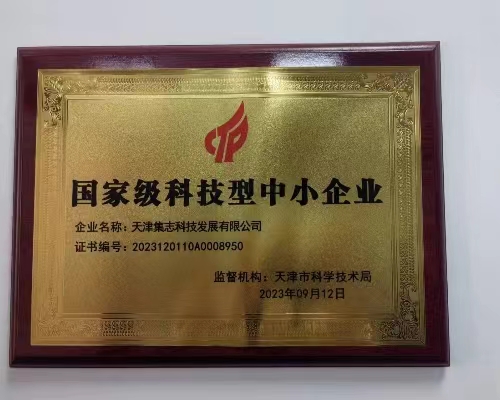 CTP
国家级科技型中小企业
企业名称：天津集志科技发展有限公司
证书编号：2023120110A0008950
监督机构：天津市科学技术局
2023年09月12日